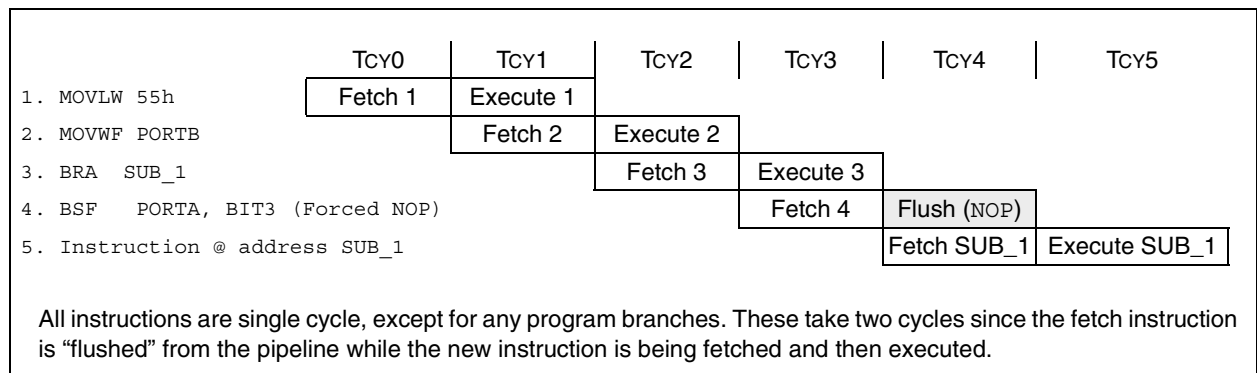 TCY0 TCY1 TCY2 TCY3 TCY4 TCY5
1. MOVLW 55h Fetch 1 Execute 1
2. MOVWF PORTB Fetch 2 Execute 2
3. BRA SUB_1 Fetch 3 Execute 3
4. BSF PORTA, BIT3 (Forced NOP) Fetch 4 Flush (NOP)
5. Instruction @ address SUB_1 Fetch SUB_1 Execute SUB_1
All instructions are single cycle, except for any program branches. These take two cycles since the fetch instruction
is “flushed” from the pipeline while the new instruction is being fetched and then executed.